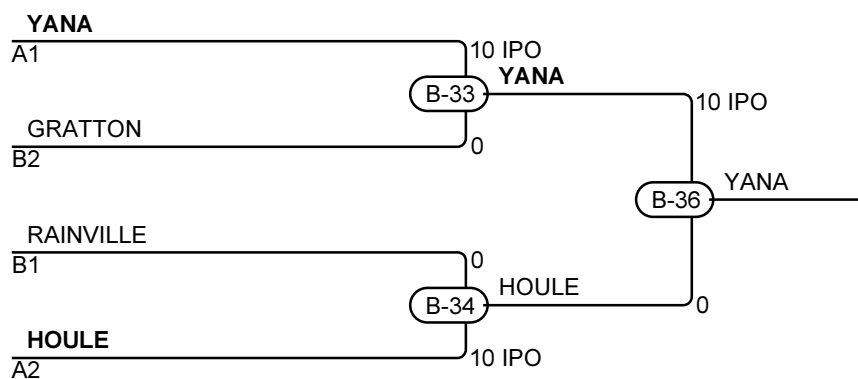 YANA
A1
10 IPO
B-33
YANA
10 IPO
GRATTON
B2
0
B-36
YANA
RAINVILLE
B1
0
B-34
HOULE
0
HOULE
A2
10 IPO